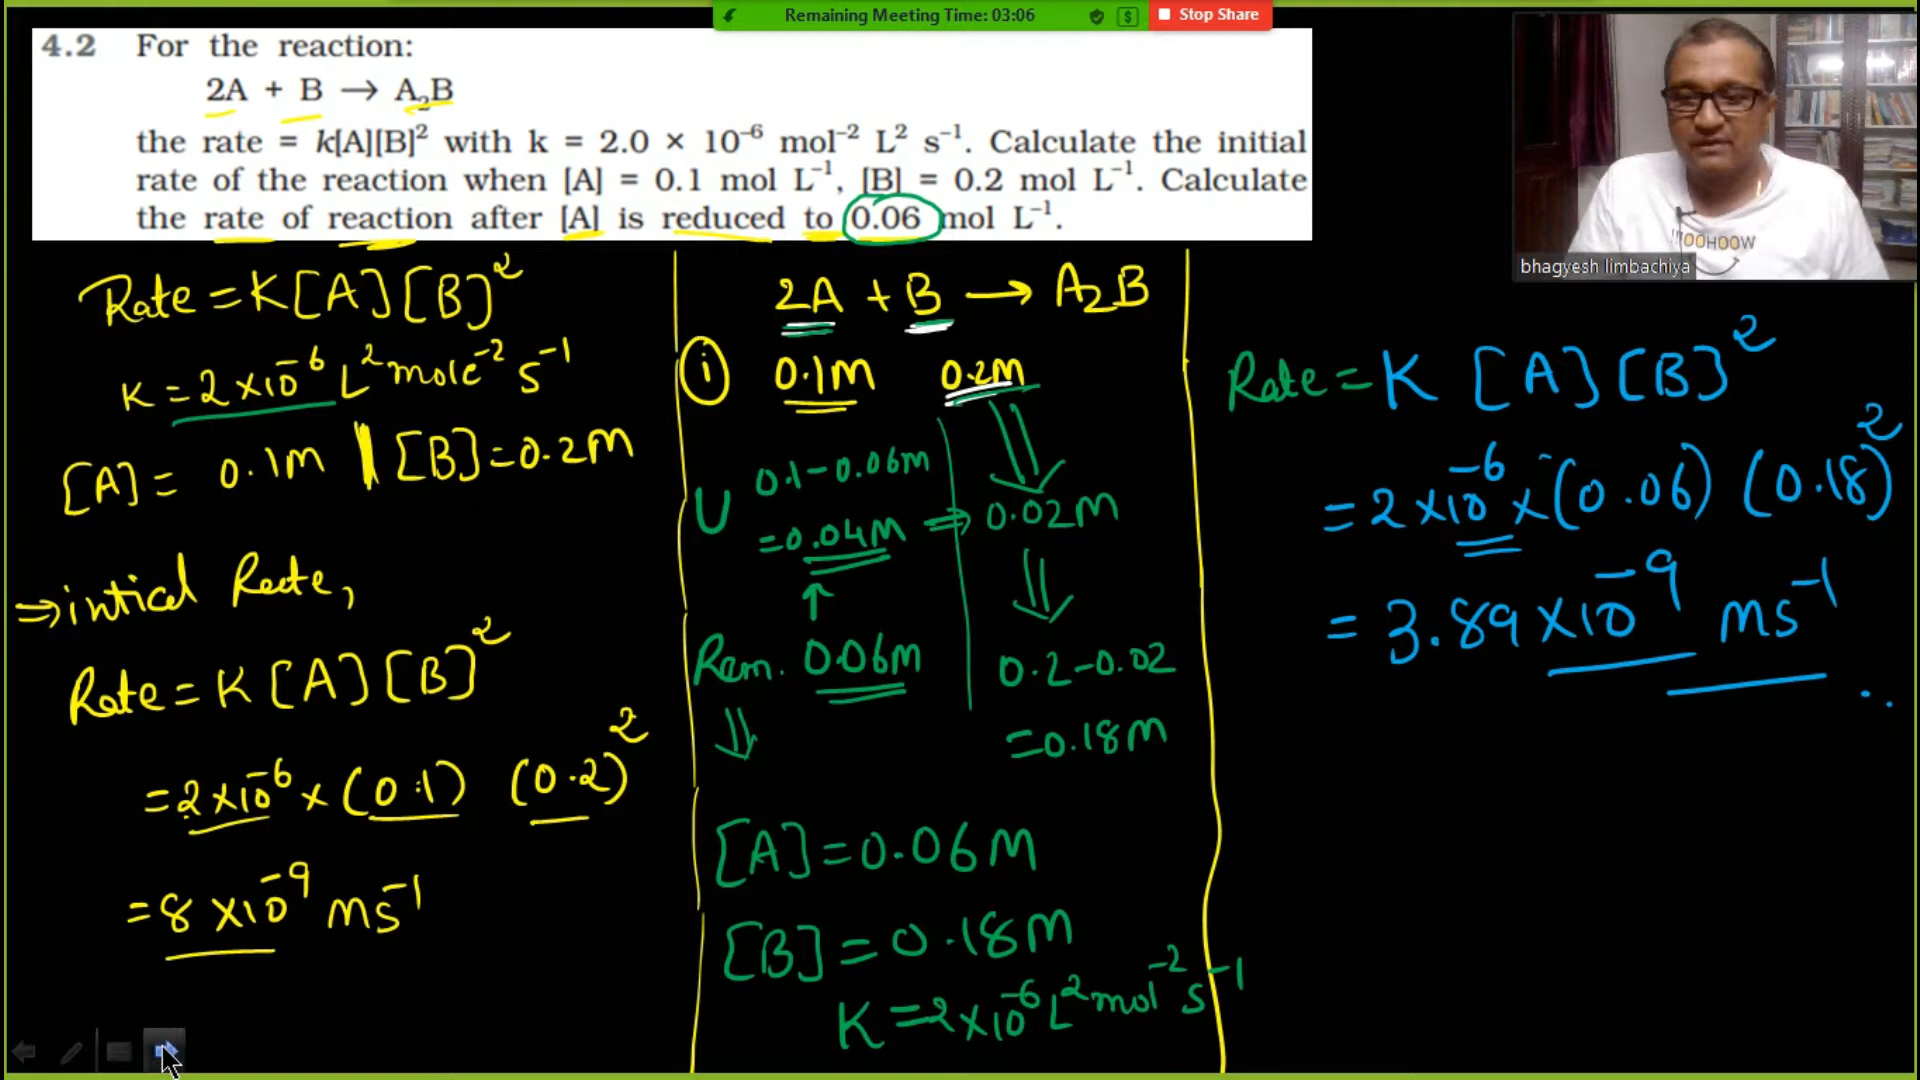 Remaining Meeting Time: 03:06
$
Stop Share
4.2 For the reaction:
2A + B → A₂B
the rate = k[A][B]² with k = 2.0 × 10⁻⁶ mol⁻² L² s⁻¹. Calculate the initial
rate of the reaction when [A] = 0.1 mol L⁻¹, [B] = 0.2 mol L⁻¹. Calculate
the rate of reaction after [A] is reduced to 0.06 mol L⁻¹.
!!!OOHOOW
bhagyesh limbachiya
Rate = K[A][B]²
K = 2×10⁻⁶ L² mole⁻² s⁻¹
[A] = 0.1M | [B] = 0.2M
⇒ intical Rate,
Rate = K[A][B]²
= 2×10⁻⁶ × (0.1) (0.2)²
= 8×10⁻⁹ ms⁻¹
2A + B → A₂B
i 0.1M 0.2M
U 0.1-0.06M
= 0.04M ⇒ 0.02M
Rem. 0.06M 0.2-0.02
= 0.18M
[A] = 0.06M
[B] = 0.18M
K = 2×10⁻⁶ L² mol⁻² s⁻¹
Rate = K [A] [B]²
= 2×10⁻⁶ × (0.06) (0.18)²
= 3.89×10⁻⁹ ms⁻¹